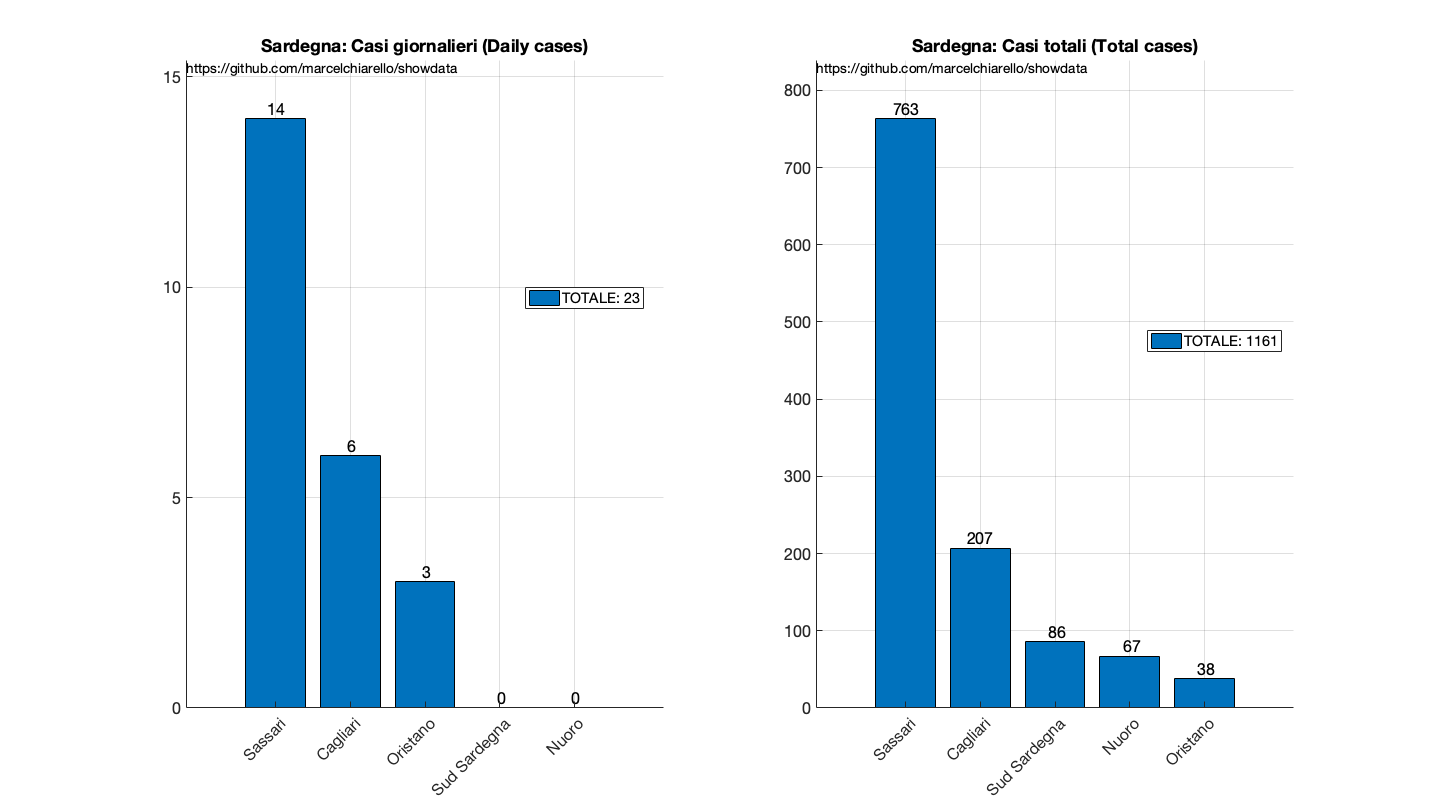 Sardegna: Casi giornalieri (Daily cases)
https://github.com/marcelchiarello/showdata
15
10
5
0
14
6
3
0
0
TOTALE: 23
Sassari
Cagliari
Oristano
Sud Sardegna
Nuoro
Sardegna: Casi totali (Total cases)
https://github.com/marcelchiarello/showdata
800
700
600
500
400
300
200
100
0
763
207
86
67
38
TOTALE: 1161
Sassari
Cagliari
Sud Sardegna
Nuoro
Oristano